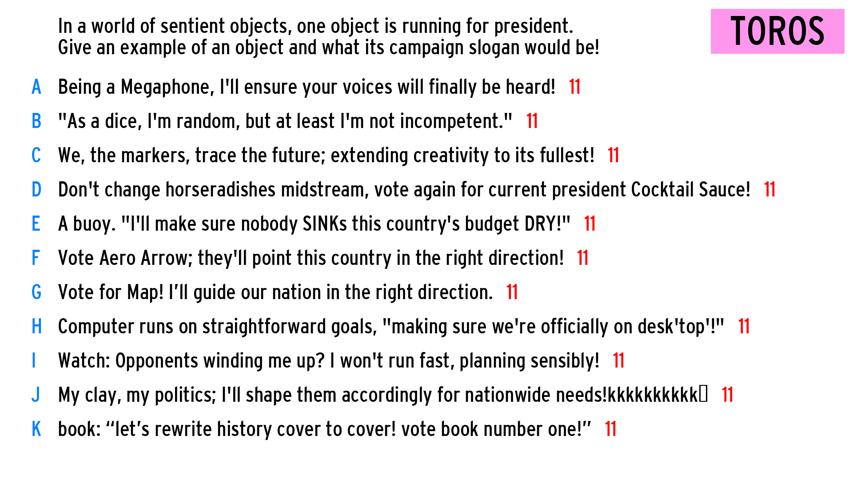 In a world of sentient objects, one object is running for president.
Give an example of an object and what its campaign slogan would be!
TOROS
A Being a Megaphone, I'll ensure your voices will finally be heard! 11
B "As a dice, I'm random, but at least I'm not incompetent." 11
C We, the markers, trace the future; extending creativity to its fullest! 11
D Don't change horseradishes midstream, vote again for current president Cocktail Sauce! 11
E A buoy. "I'll make sure nobody SINKs this country's budget DRY!" 11
F Vote Aero Arrow; they'll point this country in the right direction! 11
G Vote for Map! I’ll guide our nation in the right direction. 11
H Computer runs on straightforward goals, "making sure we're officially on desk'top'!" 11
I Watch: Opponents winding me up? I won't run fast, planning sensibly! 11
J My clay, my politics; I'll shape them accordingly for nationwide needs!kkkkkkkkkk 11
K book: “let’s rewrite history cover to cover! vote book number one!” 11